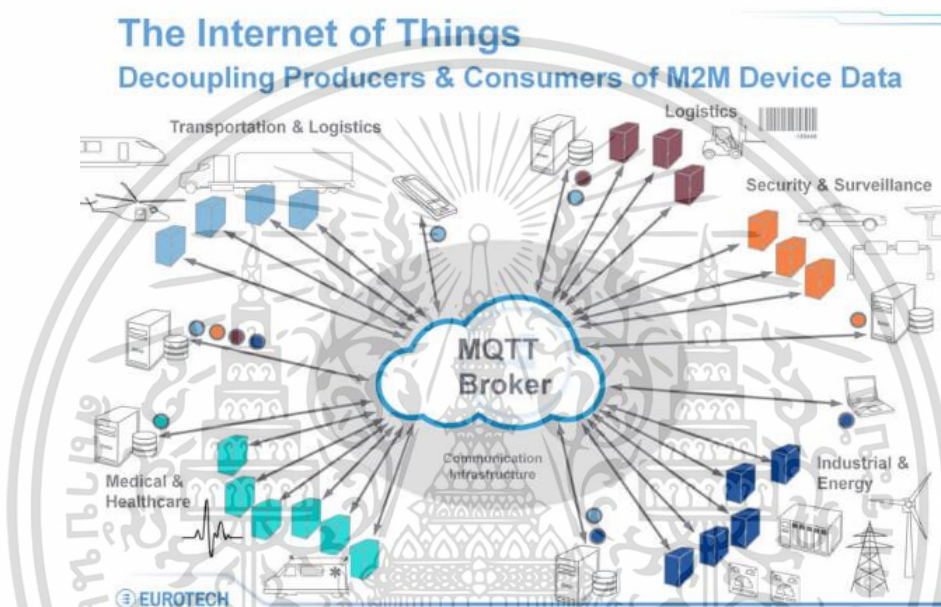 The Internet of Things
Decoupling Producers & Consumers of M2M Device Data
Transportation & Logistics
Logistics
Security & Surveillance
MQTT
Broker
Communication
Infrastructure
Medical &
Healthcare
Industrial &
Energy
EUROTECH